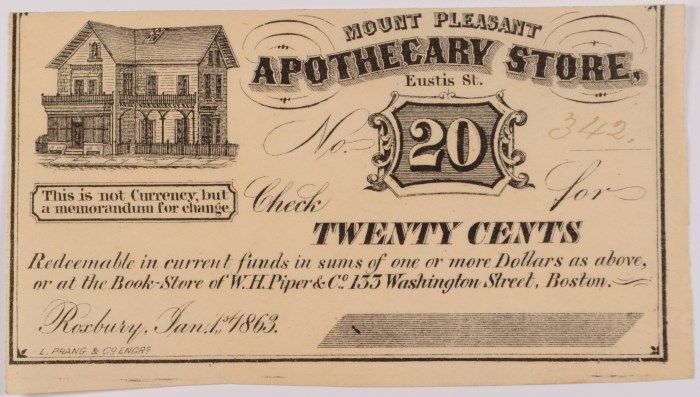 MOUNT PLEASANT
APOTHECARY STORE,
Eustis St.
No. 20 342.
This is not Currency, but
a memorandum for change
Check for
TWENTY CENTS
Redeemable in current funds in sums of one or more Dollars as above,
or at the Book-Store of W.H. Piper & Co. 133 Washington Street, Boston.
Roxbury, Jan. 1st 1863.
L. PRANG & CO ENGRS